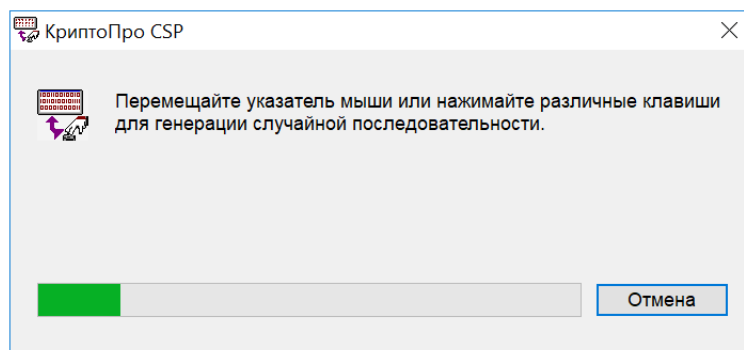 КриптоПро CSP
Перемещайте указатель мыши или нажимайте различные клавиши
для генерации случайной последовательности.
Отмена